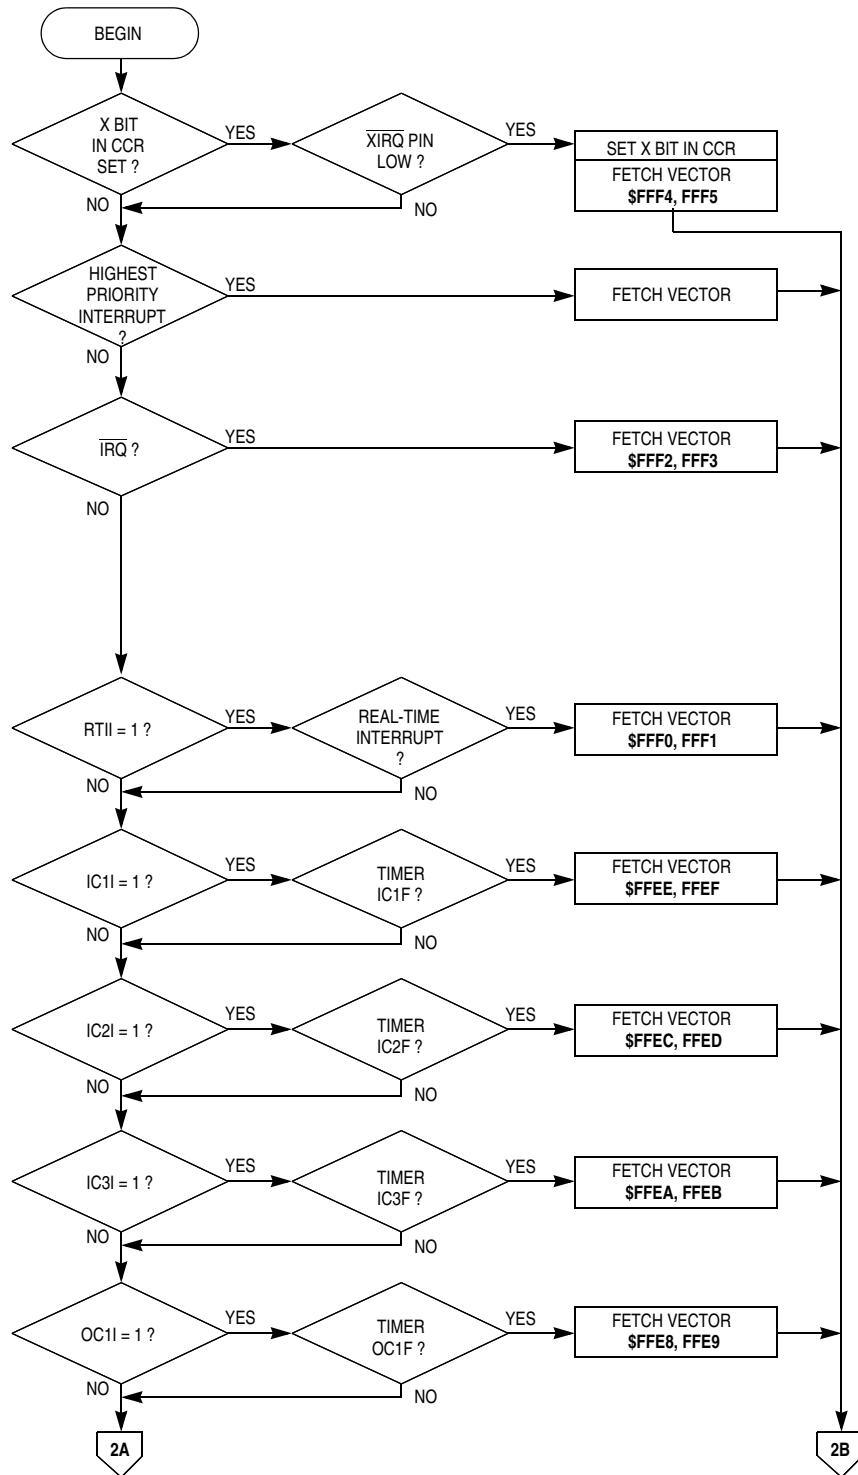 BEGIN
X BIT
IN CCR
SET ?
YES
XIRQ PIN
LOW ?
YES
SET X BIT IN CCR
FETCH VECTOR
$FFF4, FFF5
NO
NO
HIGHEST
PRIORITY
INTERRUPT
?
YES
FETCH VECTOR
NO
IRQ ?
YES
FETCH VECTOR
$FFF2, FFF3
NO
RTII = 1 ?
YES
REAL-TIME
INTERRUPT
?
YES
FETCH VECTOR
$FFF0, FFF1
NO
NO
IC1I = 1 ?
YES
TIMER
IC1F ?
YES
FETCH VECTOR
$FFEE, FFEF
NO
NO
IC2I = 1 ?
YES
TIMER
IC2F ?
YES
FETCH VECTOR
$FFEC, FFED
NO
NO
IC3I = 1 ?
YES
TIMER
IC3F ?
YES
FETCH VECTOR
$FFEA, FFEB
NO
NO
OC1I = 1 ?
YES
TIMER
OC1F ?
YES
FETCH VECTOR
$FFE8, FFE9
NO
NO
2A
2B